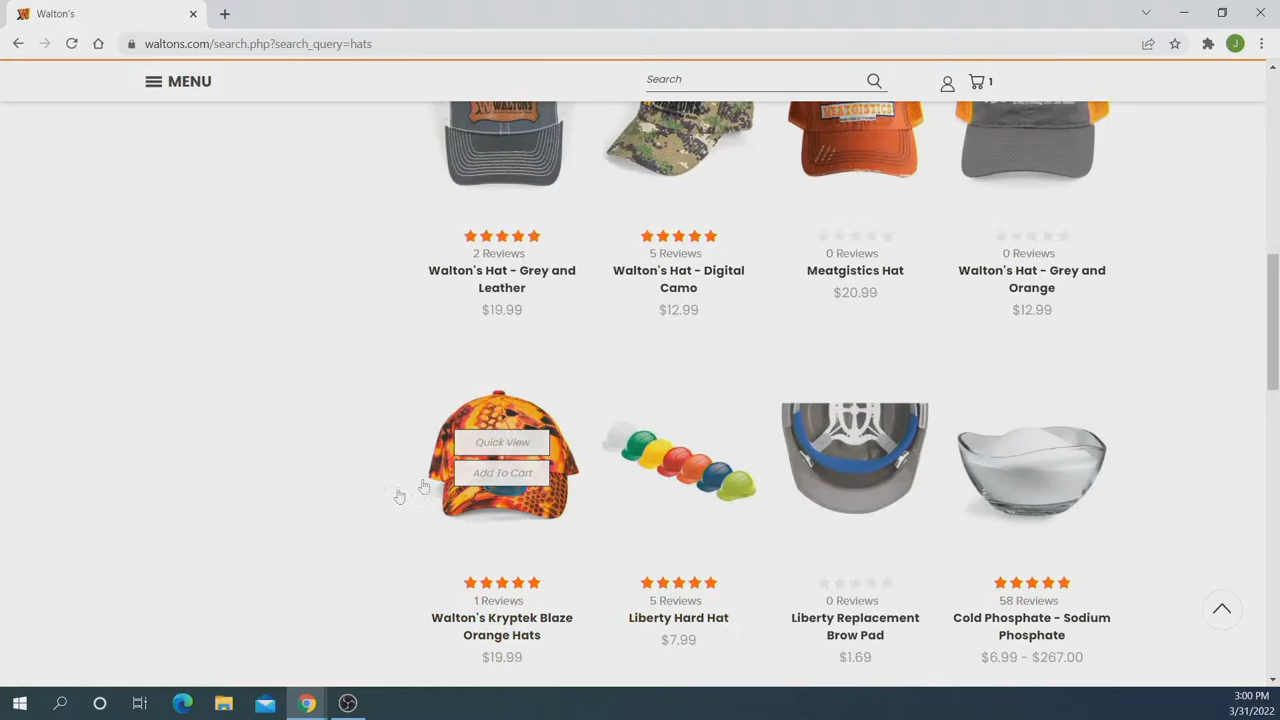 Walton's
waltons.com/search.php?search_query=hats
J
MENU
Search
1
WALTONS
MEATGISTICS
2 Reviews
5 Reviews
0 Reviews
0 Reviews
Walton's Hat - Grey and
Leather
$19.99
Walton's Hat - Digital
Camo
$12.99
Meatgistics Hat
$20.99
Walton's Hat - Grey and
Orange
$12.99
Quick View
Add To Cart
1 Reviews
5 Reviews
0 Reviews
58 Reviews
Walton's Kryptek Blaze
Orange Hats
$19.99
Liberty Hard Hat
$7.99
Liberty Replacement
Brow Pad
$1.69
Cold Phosphate - Sodium
Phosphate
$6.99 - $267.00
3:00 PM
3/31/2022